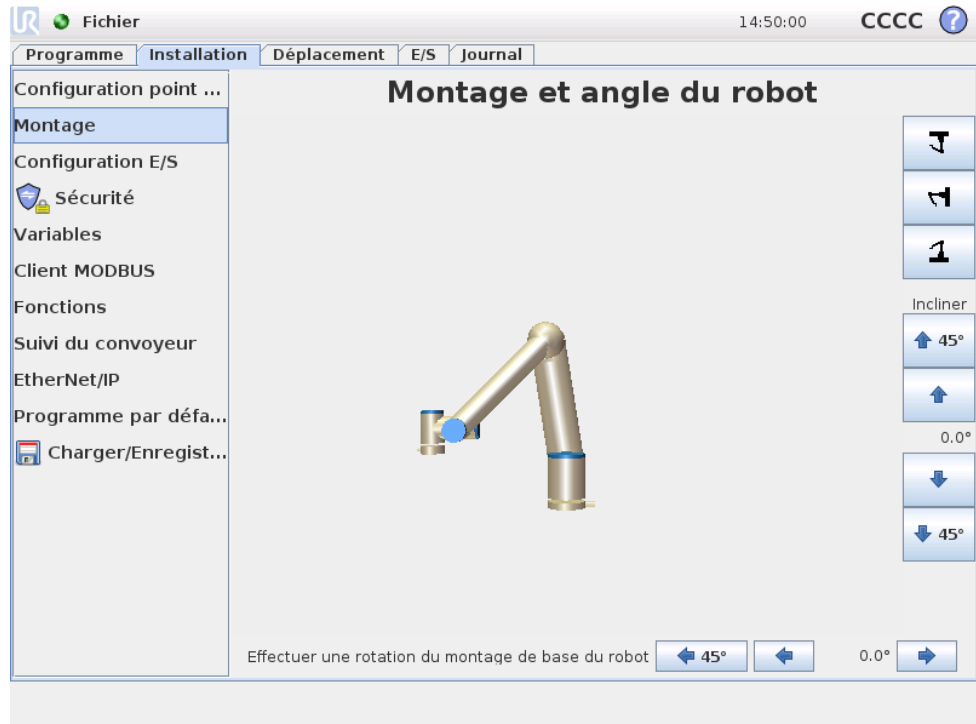 UR Fichier 14:50:00 CCCC ?
Programme Installation Déplacement E/S Journal
Configuration point ...
Montage
Configuration E/S
Sécurité
Variables
Client MODBUS
Fonctions
Suivi du convoyeur
EtherNet/IP
Programme par défa...
Charger/Enregist...
Montage et angle du robot
Incliner
45°
0.0°
45°
Effectuer une rotation du montage de base du robot 45° 0.0°